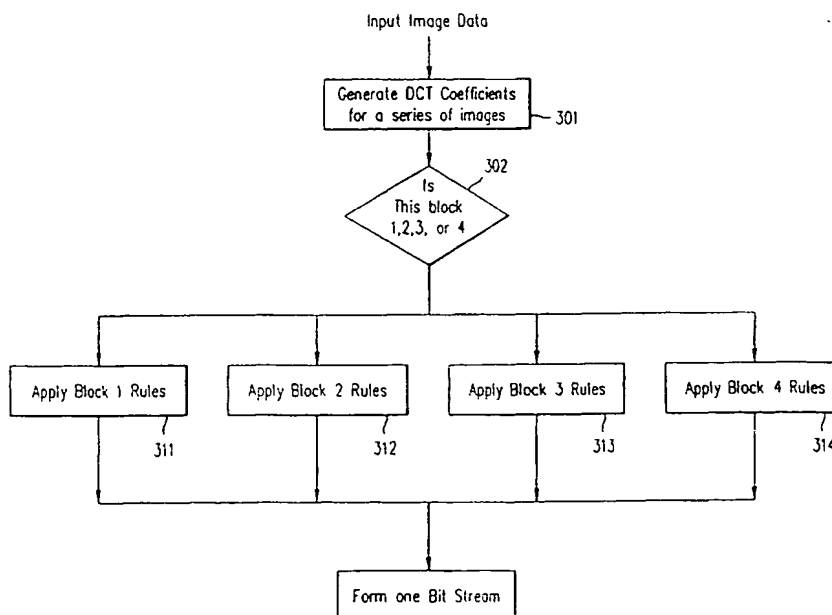 Input Image Data
Generate DCT Coefficients
for a series of images
301
302
Is
This block
1,2,3, or 4
Apply Block 1 Rules
Apply Block 2 Rules
Apply Block 3 Rules
Apply Block 4 Rules
311
312
313
314
Form one Bit Stream